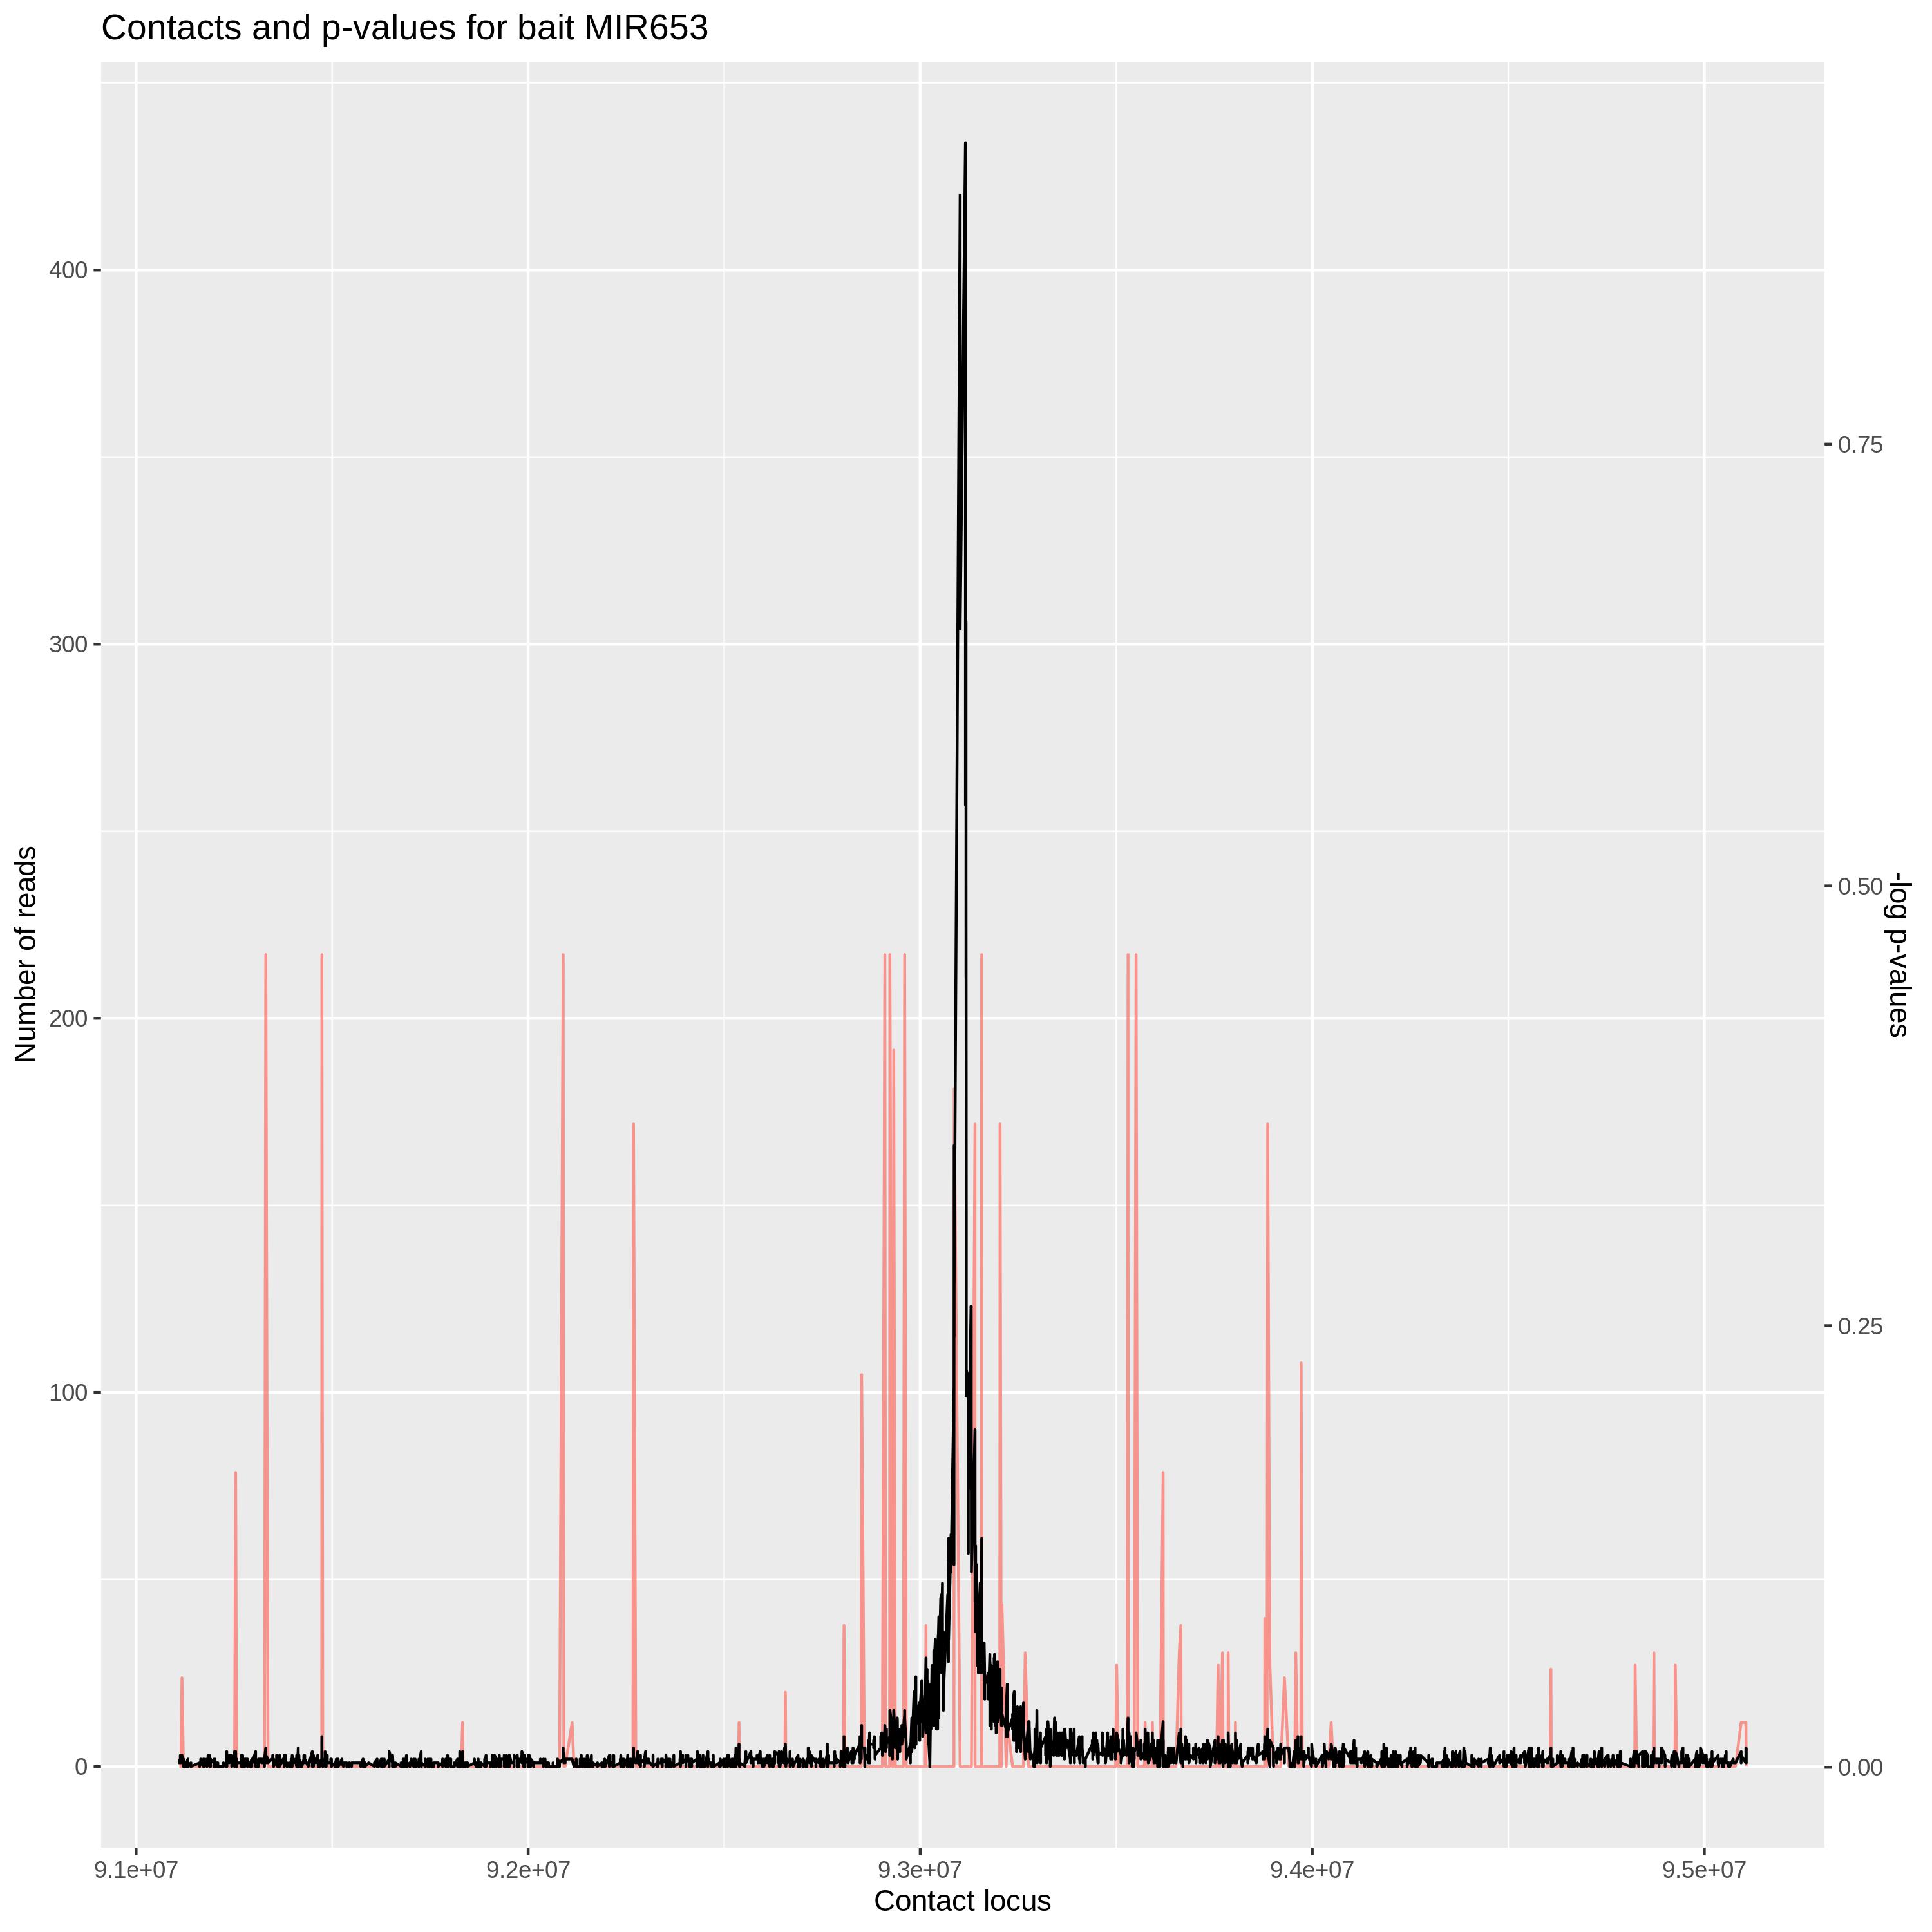 Contacts and p-values for bait MIR653
400
300
200
100
0
Number of reads
0.75
0.50
0.25
0.00
-log p-values
9.1e+07
9.2e+07
9.3e+07
9.4e+07
9.5e+07
Contact locus